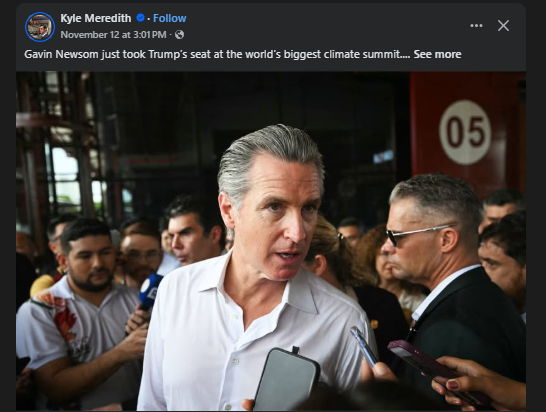 Kyle Meredith · Follow
November 12 at 3:01 PM ·
Gavin Newsom just took Trump's seat at the world's biggest climate summit.... See more
05